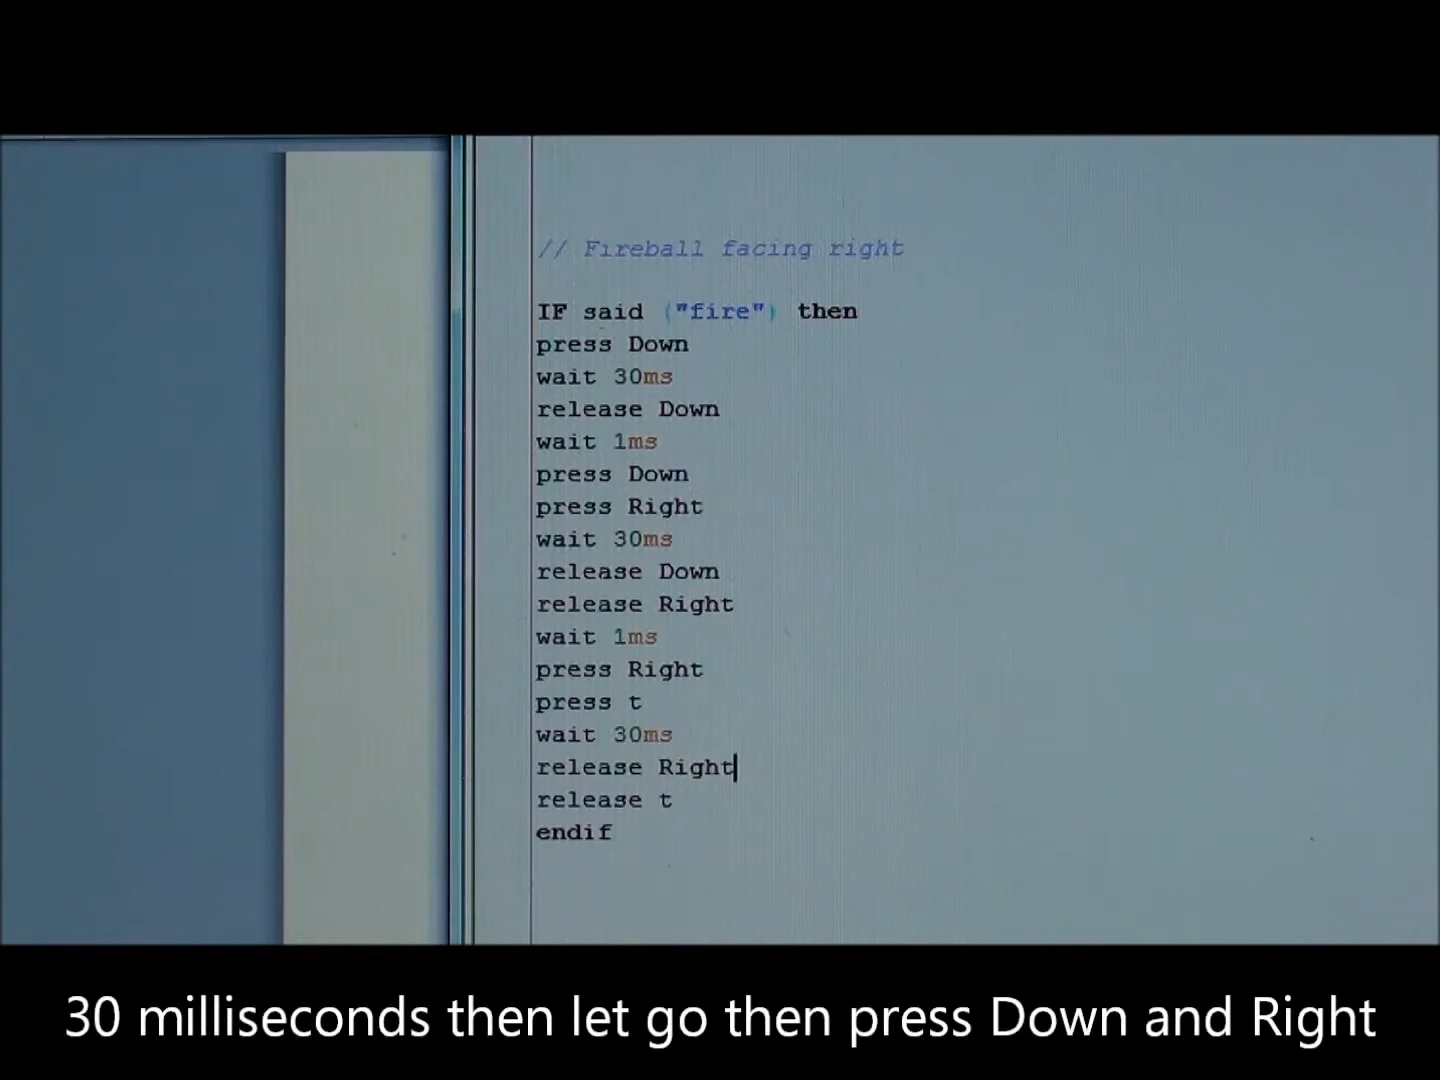 // Fireball facing right
IF said ("fire") then
press Down
wait 30ms
release Down
wait 1ms
press Down
press Right
wait 30ms
release Down
release Right
wait 1ms
press Right
press t
wait 30ms
release Right
release t
endif
30 milliseconds then let go then press Down and Right